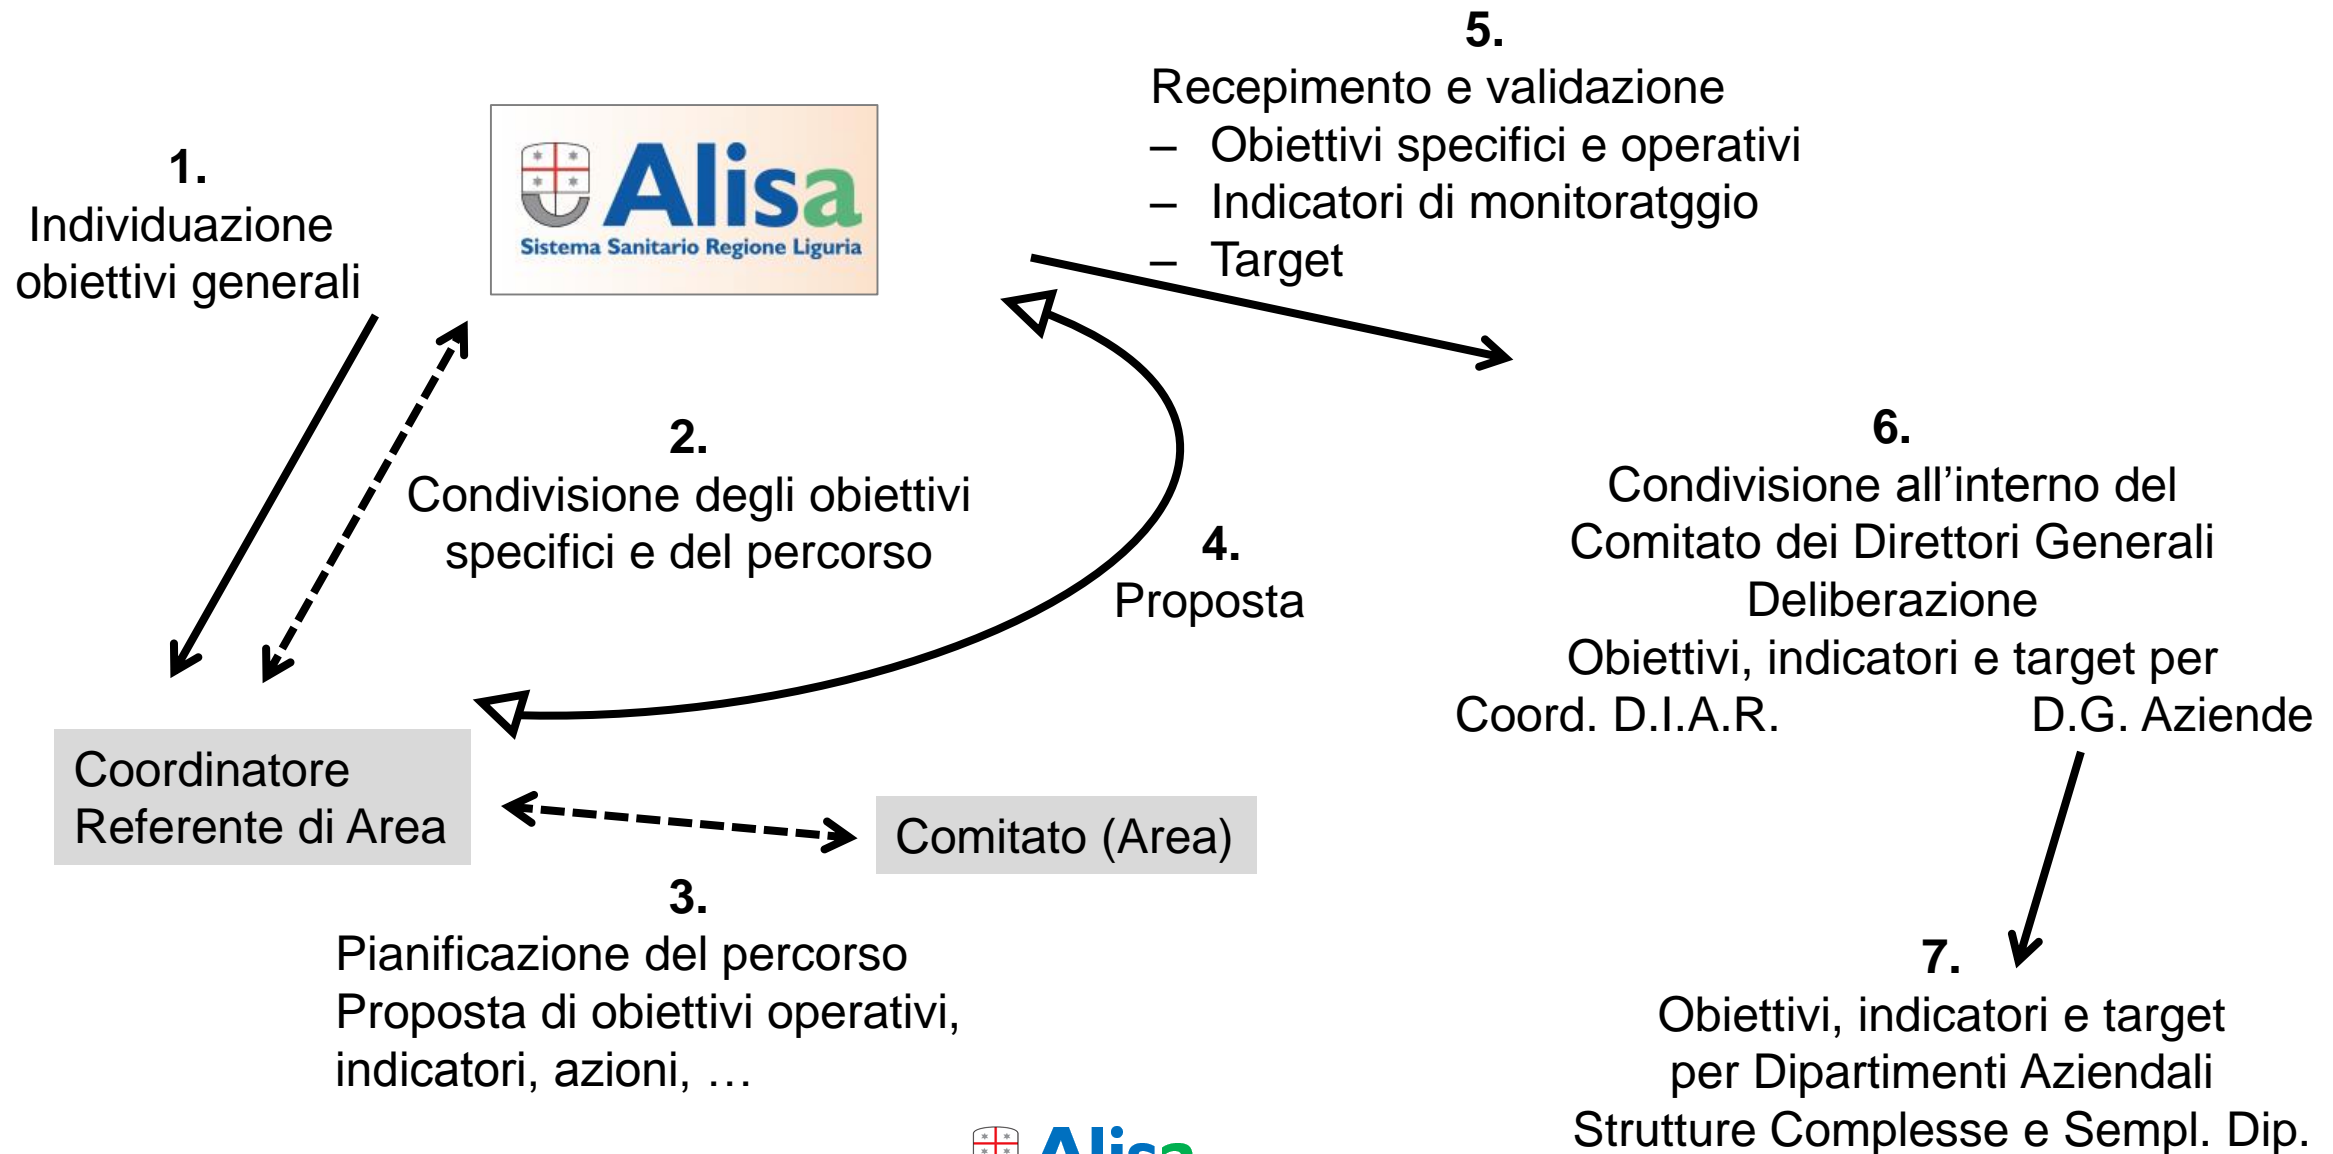 1.
Individuazione
obiettivi generali
Alisa
Sistema Sanitario Regione Liguria
5.
Recepimento e validazione
– Obiettivi specifici e operativi
– Indicatori di monitoratggio
– Target
2.
Condivisione degli obiettivi
specifici e del percorso
4.
Proposta
6.
Condivisione all’interno del
Comitato dei Direttori Generali
Deliberazione
Obiettivi, indicatori e target per
Coord. D.I.A.R. D.G. Aziende
Coordinatore
Referente di Area
Comitato (Area)
3.
Pianificazione del percorso
Proposta di obiettivi operativi,
indicatori, azioni, …
7.
Obiettivi, indicatori e target
per Dipartimenti Aziendali
Strutture Complesse e Sempl. Dip.
Alisa